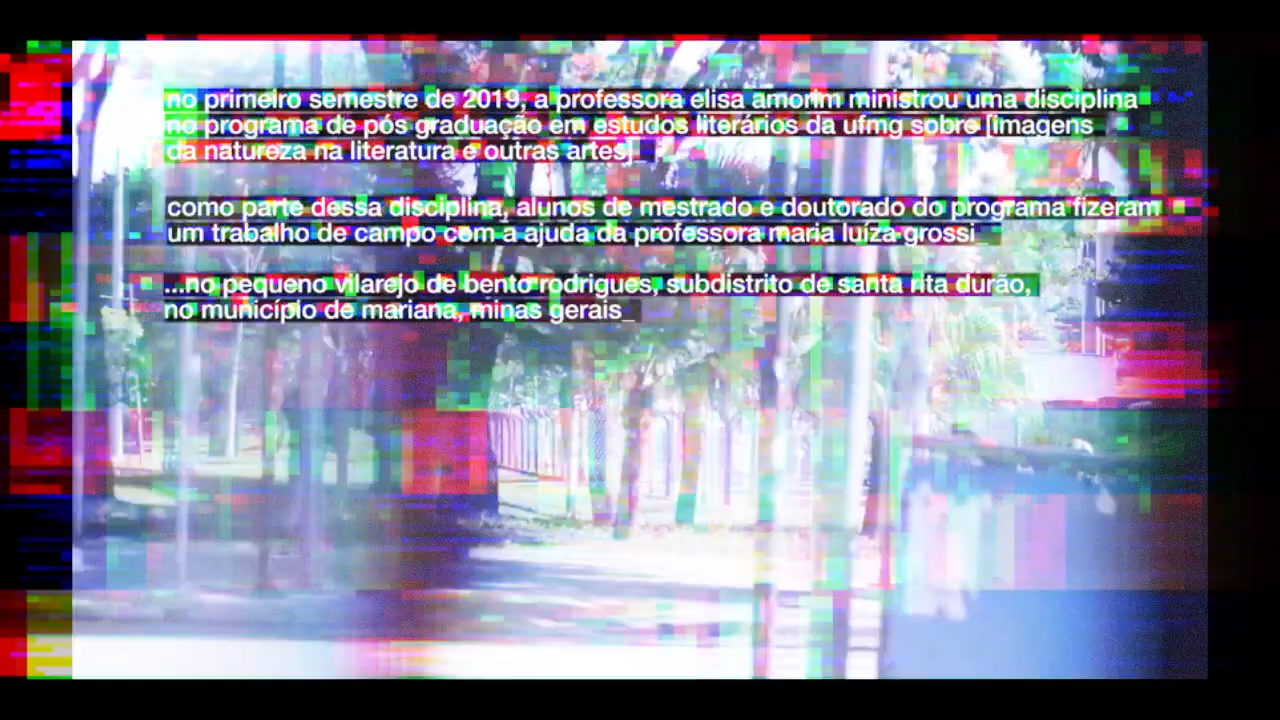 no primeiro semestre de 2019, a professora elisa amorim ministrou uma disciplina
no programa de pós graduação em estudos literários da ufmg sobre [imagens
da natureza na literatura e outras artes]
como parte dessa disciplina, alunos de mestrado e doutorado do programa fizeram
um trabalho de campo com a ajuda da professora maria luíza grossi
...no pequeno vilarejo de bento rodrigues, subdistrito de santa rita durão,
no município de mariana, minas gerais_